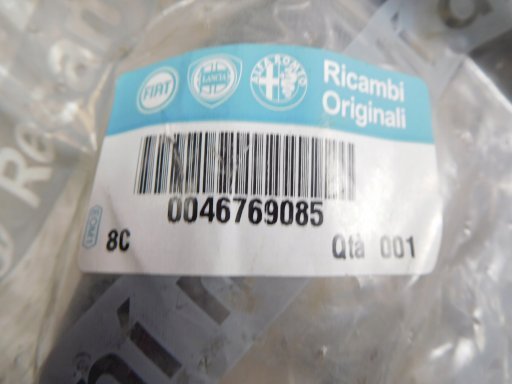 FIAT
LANCIA
ALFA ROMEO
Ricambi
Originali
0046769085
8C
Qtà 001